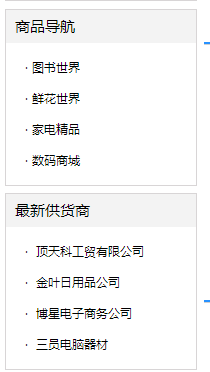 商品导航
· 图书世界
· 鲜花世界
· 家电精品
· 数码商城
最新供货商
· 顶天科工贸有限公司
· 金叶日用品公司
· 博星电子商务公司
· 三员电脑器材